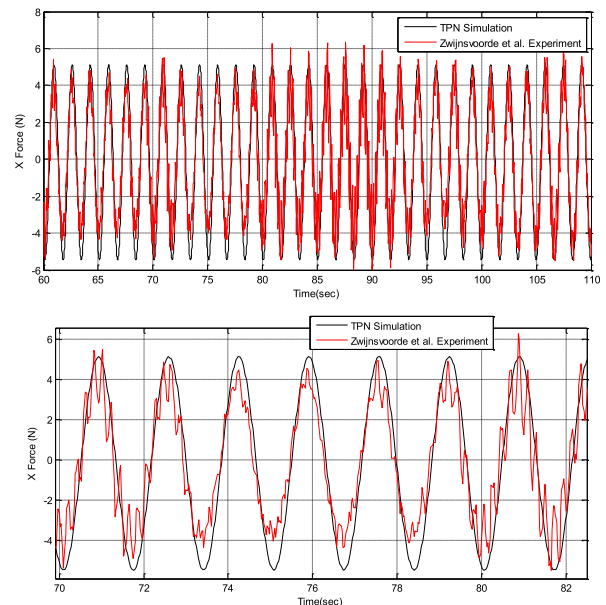 TPN Simulation
Zwijnsvoorde et al. Experiment
8
6
4
2
0
-2
-4
-6
X Force (N)
60 65 70 75 80 85 90 95 100 105 110
Time(sec)
TPN Simulation
Zwijnsvoorde et al. Experiment
6
4
2
0
-2
-4
X Force (N)
70 72 74 76 78 80 82
Time(sec)